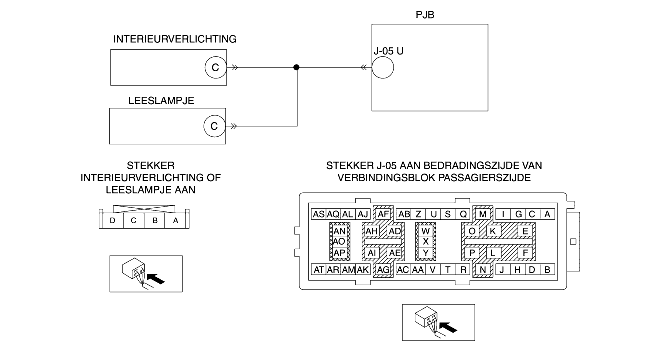 PJB
INTERIEURVERLICHTING
J-05 U
C
LEESLAMPJE
C
STEKKER
INTERIEURVERLICHTING OF
LEESLAMPJE AAN
D C B A
STEKKER J-05 AAN BEDRADINGSZIJDE VAN
VERBINDINGSBLOK PASSAGIERSZIJDE
AS AQ AL AJ AF AB Z U S Q M I G C A
AN AH AD W O K E
AO X
AP AI AE Y P L F
AT AR AM AK AG AC AA V T R N J H D B